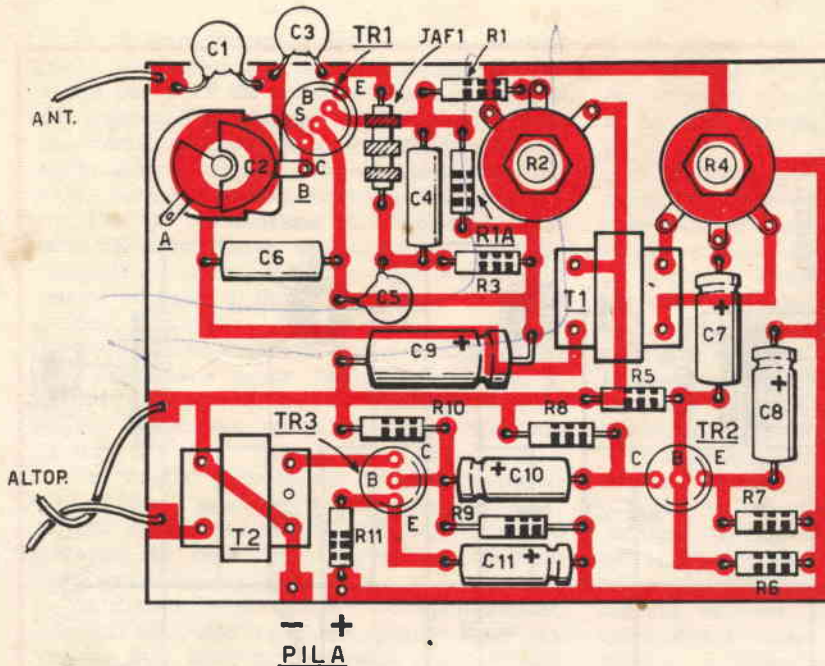 C1
C3
TR1
JAF1
R1
ANT.
E
B
S
C
C2
B
A
R2
R4
C4
R1A
C6
R3
C5
T1
C7
C9
+
+
R5
C8
+
TR3
R10
R8
TR2
ALTOP.
C
B
E
+
C10
C
B
E
T2
R9
R7
R11
C11
+
R6
- +
PILA